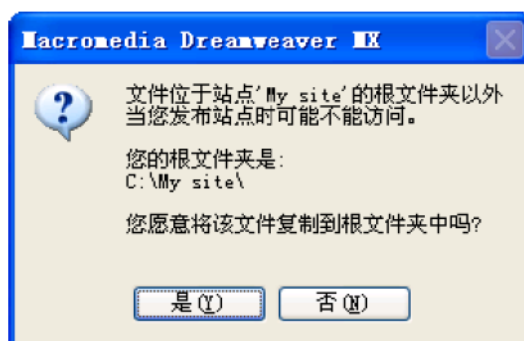 Macromedia Dreamweaver MX
文件位于站点'My site'的根文件夹以外
当您发布站点时可能不能访问。
您的根文件夹是:
C:\My site\
您愿意将该文件复制到根文件夹中吗?
是(Y) 否(N)